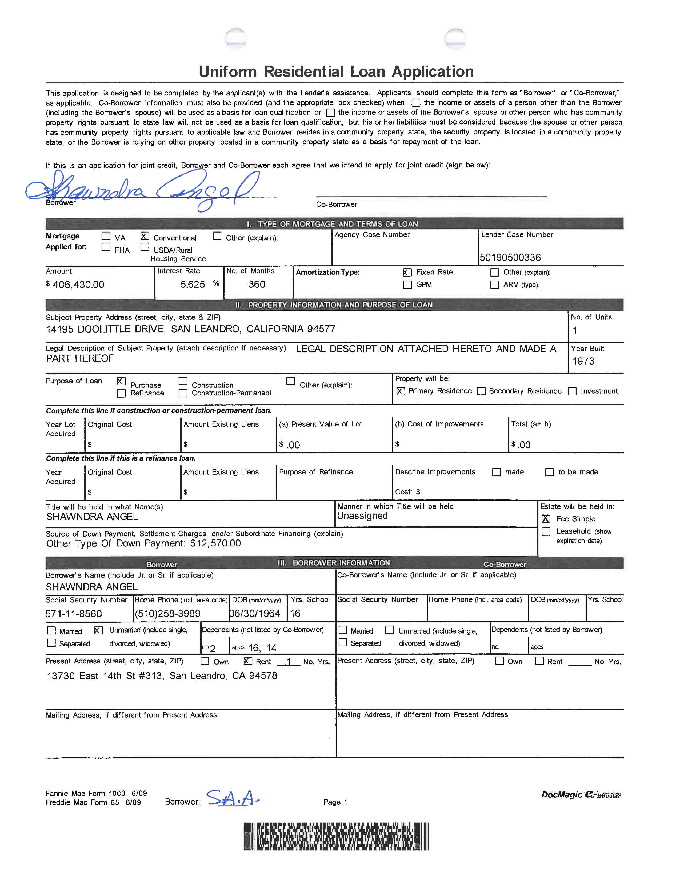 Uniform Residential Loan Application
This application is designed to be completed by the applicant(s) with the Lender's assistance. Applicants should complete this form as "Borrower" or "Co-Borrower,"
as applicable. Co-Borrower information must also be provided (and the appropriate box checked) when the income or assets of a person other than the Borrower
(including the Borrower's spouse) will be used as a basis for loan qualification or the income or assets of the Borrower's spouse or other person who has community
property rights pursuant to state law will not be used as a basis for loan qualification, but his or her liabilities must be considered because the spouse or other person
has community property rights pursuant to applicable law and Borrower resides in a community property state, the security property is located in a community property
state, or the Borrower is relying on other property located in a community property state as a basis for repayment of the loan.
If this is an application for joint credit, Borrower and Co-Borrower each agree that we intend to apply for joint credit (sign below):
Shawndra Angel
Borrower Co-Borrower
I. TYPE OF MORTGAGE AND TERMS OF LOAN
Mortgage Applied for: VA X Conventional Other (explain): Agency Case Number Lender Case Number
FHA USDA/Rural Housing Service 50190500336
Amount Interest Rate No. of Months Amortization Type: X Fixed Rate Other (explain):
$ 406,430.00 5.625 % 360 GPM ARM (type):
II. PROPERTY INFORMATION AND PURPOSE OF LOAN
Subject Property Address (street, city, state & ZIP) No. of Units
14195 DOOLITTLE DRIVE, SAN LEANDRO, CALIFORNIA 94577 1
Legal Description of Subject Property (attach description if necessary) LEGAL DESCRIPTION ATTACHED HERETO AND MADE A Year Built
PART HEREOF 1973
Purpose of Loan X Purchase Construction Other (explain): Property will be:
Refinance Construction-Permanent X Primary Residence Secondary Residence Investment
Complete this line if construction or construction-permanent loan.
Year Lot Acquired Original Cost Amount Existing Liens (a) Present Value of Lot (b) Cost of Improvements Total (a+b)
$ $ $ .00 $ $ .00
Complete this line if this is a refinance loan.
Year Acquired Original Cost Amount Existing Liens Purpose of Refinance Describe Improvements made to be made
$ $ Cost: $
Title will be held in what Name(s) Manner in which Title will be held Estate will be held in:
SHAWNDRA ANGEL Unassigned X Fee Simple
Source of Down Payment, Settlement Charges, and/or Subordinate Financing (explain) Leasehold (show expiration date)
Other Type Of Down Payment: $12,570.00
Borrower III. BORROWER INFORMATION Co-Borrower
Borrower's Name (include Jr. or Sr. if applicable) Co-Borrower's Name (include Jr. or Sr. if applicable)
SHAWNDRA ANGEL
Social Security Number Home Phone (incl. area code) DOB (mm/dd/yyyy) Yrs. School Social Security Number Home Phone (incl. area code) DOB (mm/dd/yyyy) Yrs. School
571-11-8560 (510)258-3989 06/30/1964 16
Married X Unmarried (include single, Dependents (not listed by Co-Borrower) Married Unmarried (include single, Dependents (not listed by Borrower)
Separated divorced, widowed) no. 2 ages 16, 14 Separated divorced, widowed) no. ages
Present Address (street, city, state, ZIP) Own X Rent 1 No. Yrs. Present Address (street, city, state, ZIP) Own Rent No. Yrs.
13730 East 14th St #313, San Leandro, CA 94578
Mailing Address, if different from Present Address Mailing Address, if different from Present Address
Fannie Mae Form 1003 6/09
Freddie Mac Form 65 6/09 Borrower: S.A.A. Page 1 DocMagic